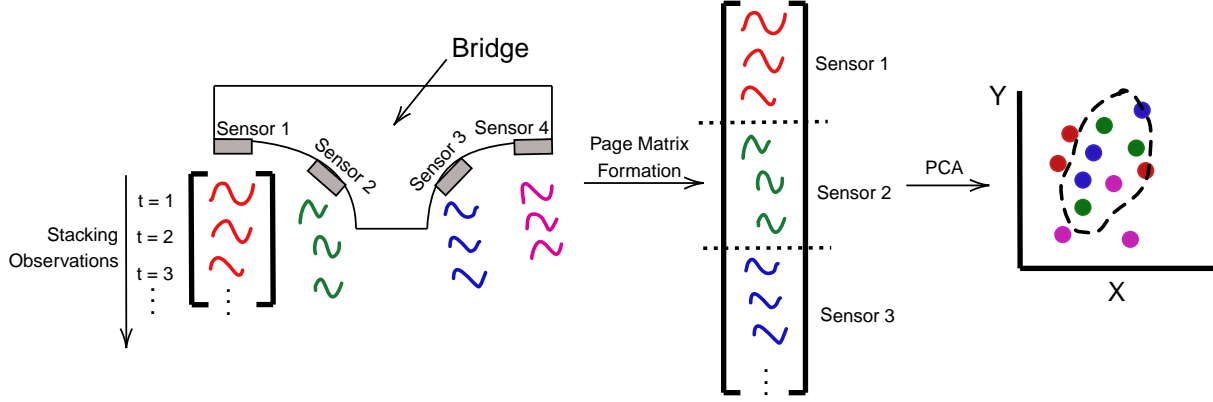 Bridge
Sensor 1
Sensor 2
Sensor 3
Sensor 4
t = 1
t = 2
t = 3
Stacking
Observations
Page Matrix
Formation
Sensor 1
Sensor 2
Sensor 3
PCA
Y
X